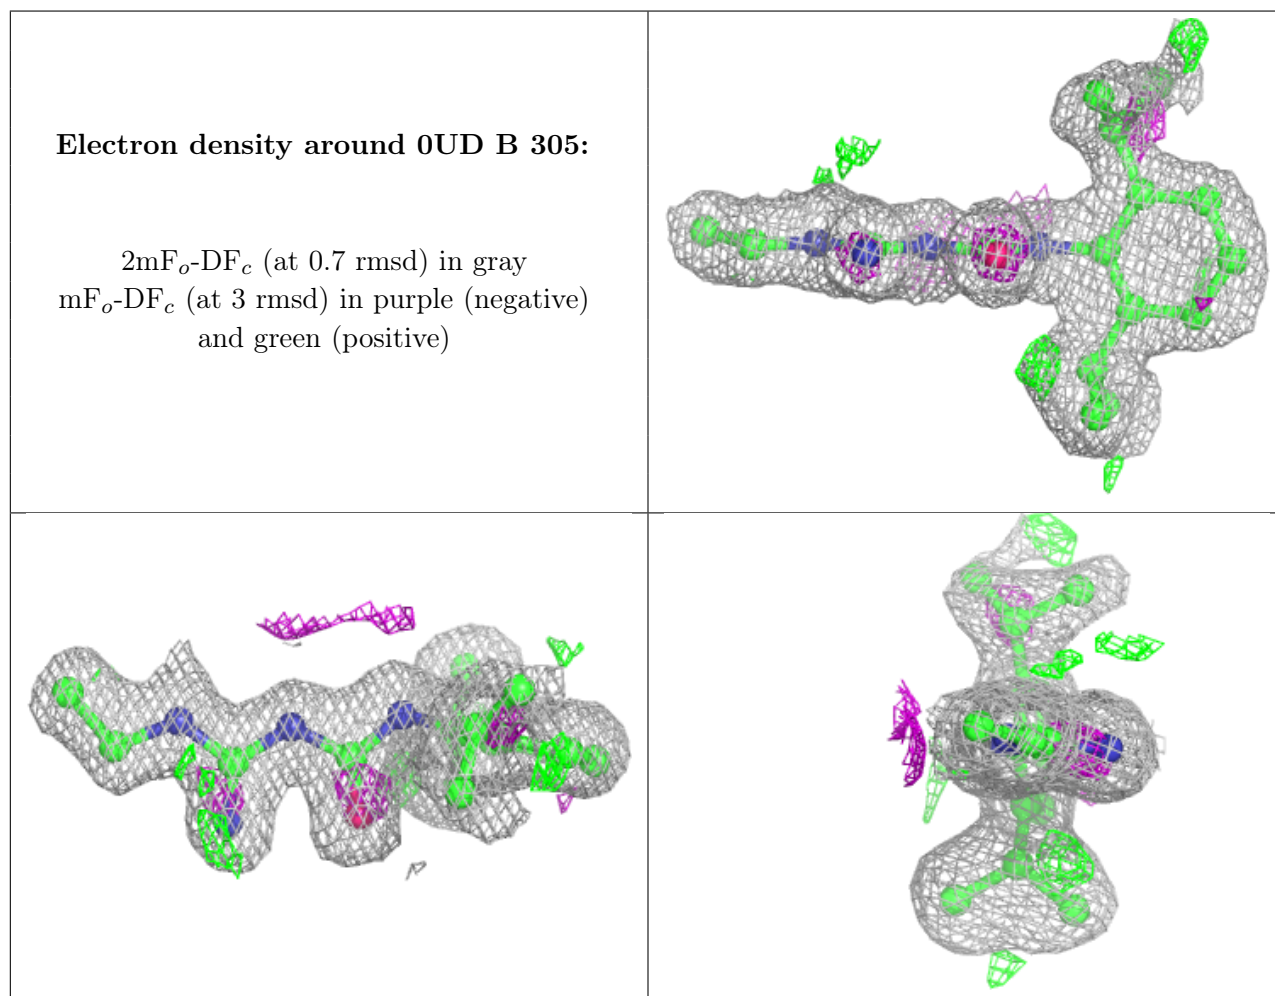 Electron density around 0UD B 305:
2mFo-DFc (at 0.7 rmsd) in gray
mFo-DFc (at 3 rmsd) in purple (negative)
and green (positive)